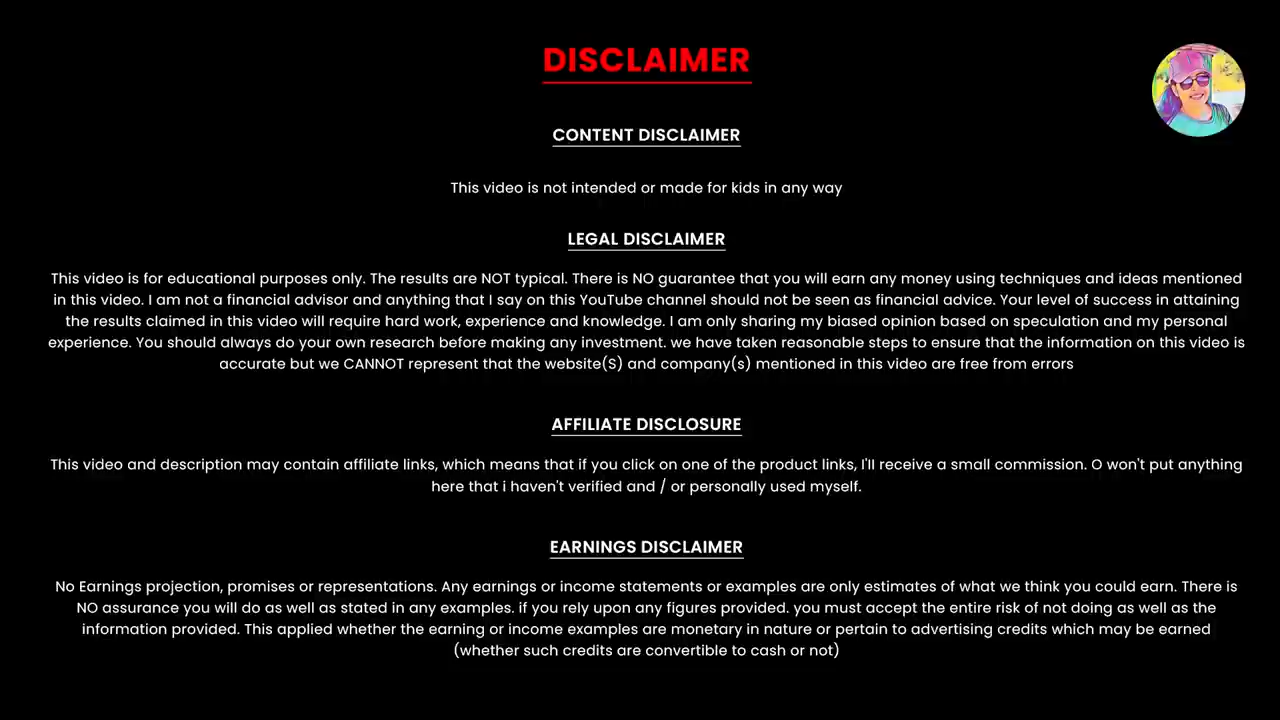 DISCLAIMER
CONTENT DISCLAIMER
This video is not intended or made for kids in any way
LEGAL DISCLAIMER
This video is for educational purposes only. The results are NOT typical. There is NO guarantee that you will earn any money using techniques and ideas mentioned
in this video. I am not a financial advisor and anything that I say on this YouTube channel should not be seen as financial advice. Your level of success in attaining
the results claimed in this video will require hard work, experience and knowledge. I am only sharing my biased opinion based on speculation and my personal
experience. You should always do your own research before making any investment. we have taken reasonable steps to ensure that the information on this video is
accurate but we CANNOT represent that the website(S) and company(s) mentioned in this video are free from errors
AFFILIATE DISCLOSURE
This video and description may contain affiliate links, which means that if you click on one of the product links, I'll receive a small commission. O won't put anything
here that i haven't verified and / or personally used myself.
EARNINGS DISCLAIMER
No Earnings projection, promises or representations. Any earnings or income statements or examples are only estimates of what we think you could earn. There is
NO assurance you will do as well as stated in any examples. if you rely upon any figures provided. you must accept the entire risk of not doing as well as the
information provided. This applied whether the earning or income examples are monetary in nature or pertain to advertising credits which may be earned
(whether such credits are convertible to cash or not)